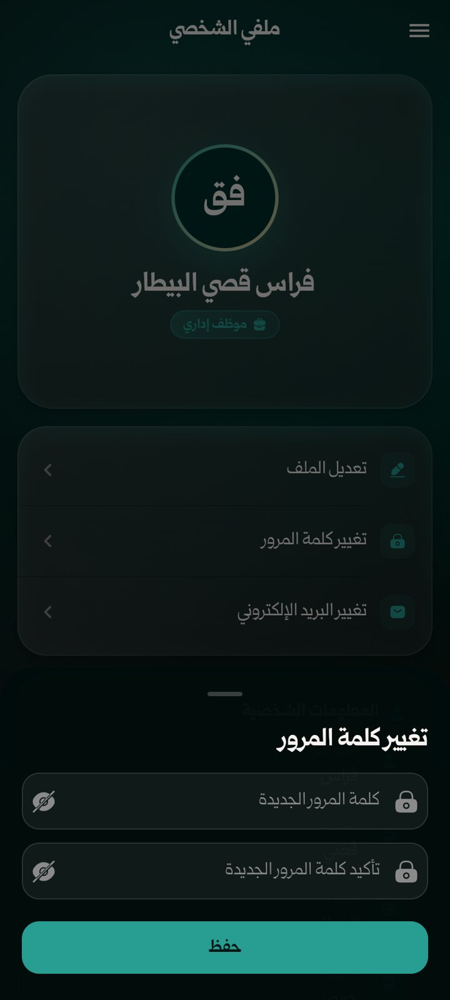 ملفي الشخصي
فق
فراس قصي البيطار
موظف إداري
تعديل الملف
تغيير كلمة المرور
تغيير البريد الإلكتروني
المعلومات الشخصية
تغيير كلمة المرور
فراس
كلمة المرور الجديدة
قصي
تأكيد كلمة المرور الجديدة
حفظ